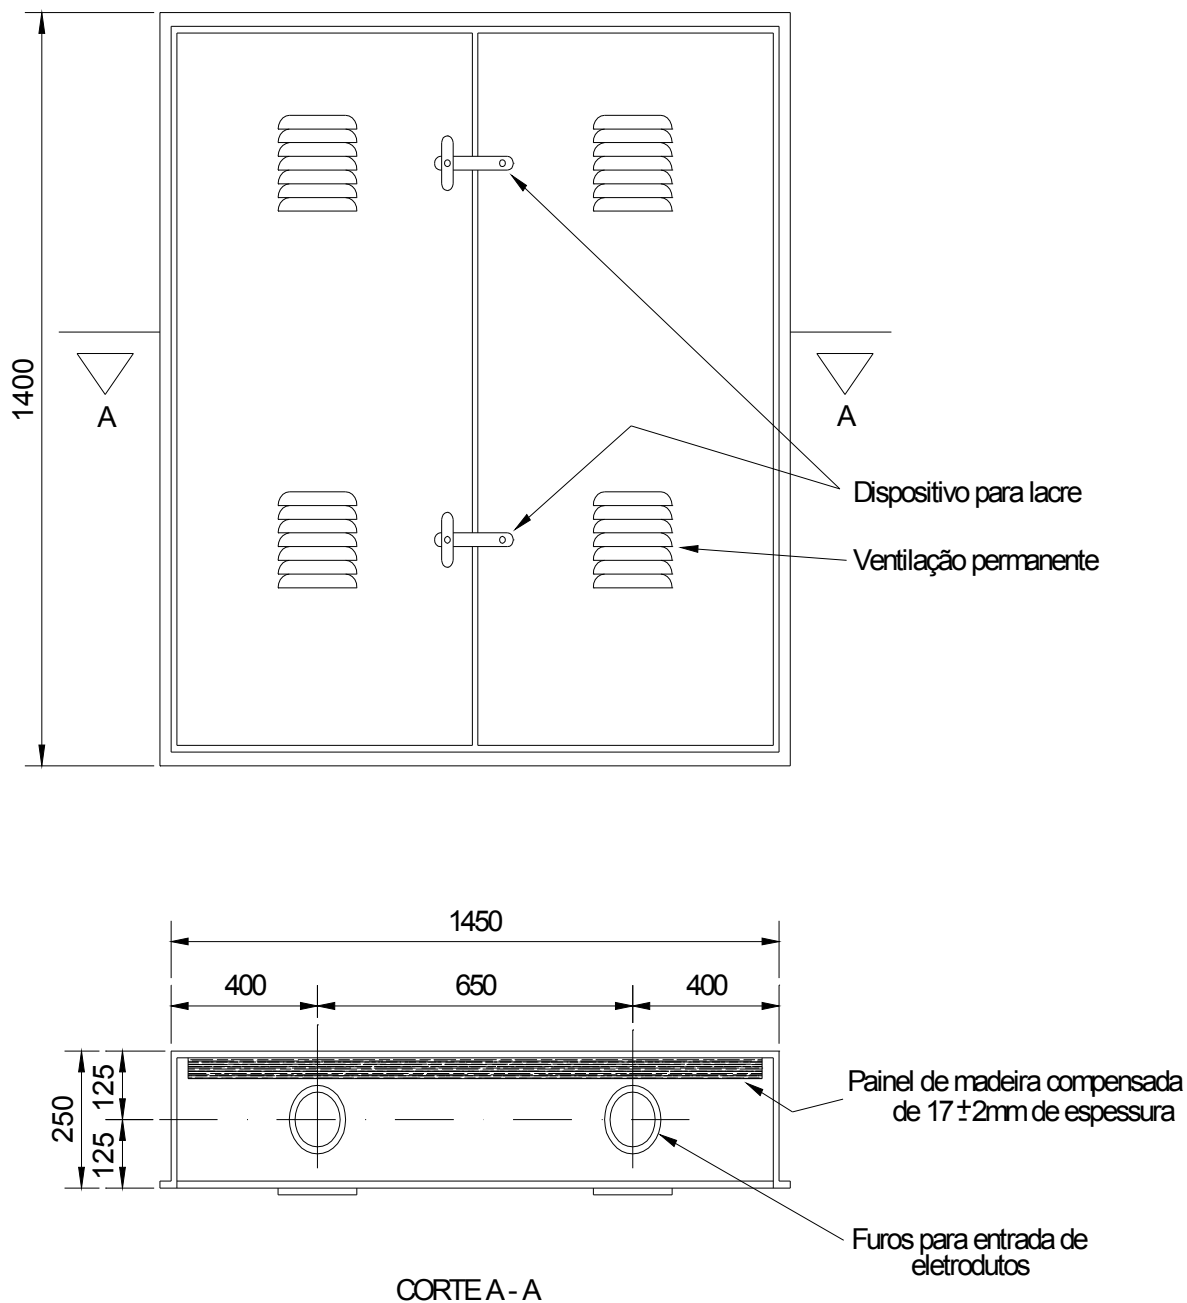 1400
A
A
Dispositivo para lacre
Ventilação permanente
1450
400
650
400
250
125
125
Painel de madeira compensada
de 17±2mm de espessura
Furos para entrada de
eletrodutos
CORTE A - A